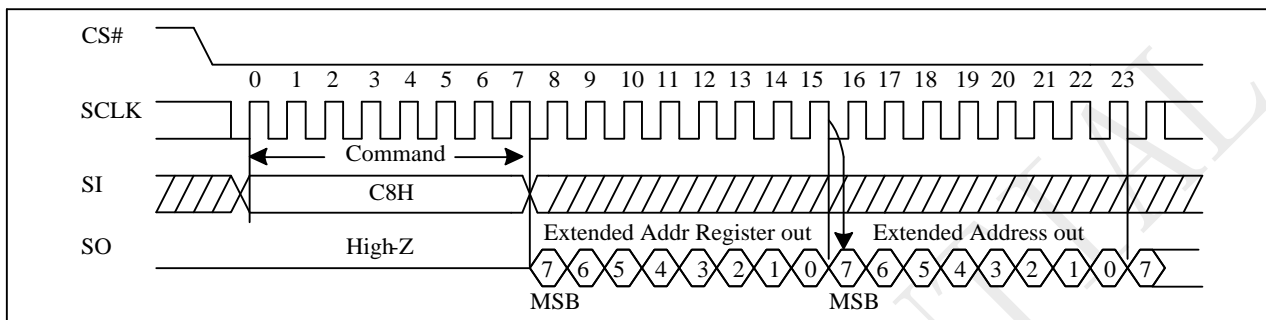 CS#
0 1 2 3 4 5 6 7 8 9 10 11 12 13 14 15 16 17 18 19 20 21 22 23
SCLK
Command
SI
C8H
Extended Addr Register out Extended Address out
SO
High-Z
7 6 5 4 3 2 1 0 7 6 5 4 3 2 1 0 7
MSB MSB